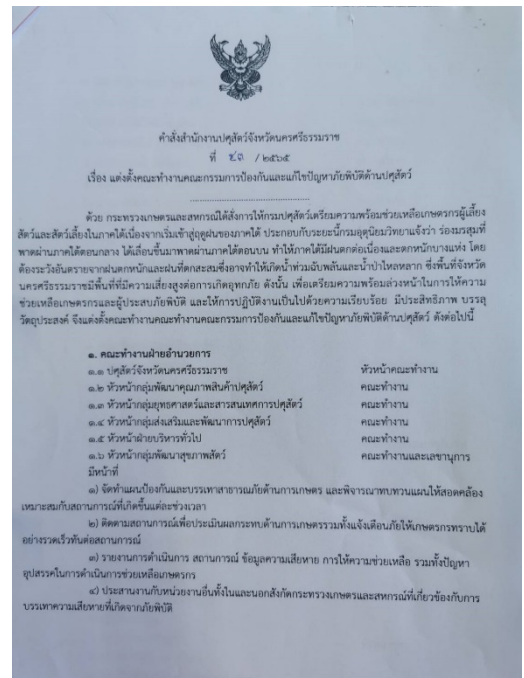 คำสั่งสำนักงานปศุสัตว์จังหวัดนครศรีธรรมราช
ที่ ๔๓ /๒๕๖๕
เรื่อง แต่งตั้งคณะทำงานคณะกรรมการป้องกันและแก้ไขปัญหาภัยพิบัติด้านปศุสัตว์
ด้วย กระทรวงเกษตรและสหกรณ์ได้สั่งการให้กรมปศุสัตว์เตรียมความพร้อมช่วยเหลือเกษตรกรผู้เลี้ยง
สัตว์และสัตว์เลี้ยงในภาคใต้เนื่องจากเริ่มเข้าสู่ฤดูฝนของภาคใต้ ประกอบกับระยะนี้กรมอุตุนิยมวิทยาแจ้งว่า ร่องมรสุมที่
พาดผ่านภาคใต้ตอนกลาง ได้เลื่อนขึ้นมาพาดผ่านภาคใต้ตอนบน ทำให้ภาคใต้มีฝนตกต่อเนื่องและตกหนักบางแห่ง โดย
ต้องระวังอันตรายจากฝนตกหนักและฝนที่ตกสะสมซึ่งอาจทำให้เกิดน้ำท่วมฉับพลันและน้ำป่าไหลหลาก ซึ่งพื้นที่จังหวัด
นครศรีธรรมราชมีพื้นที่ที่มีความเสี่ยงสูงต่อการเกิดอุทกภัย ดังนั้น เพื่อเตรียมความพร้อมล่วงหน้าในการให้ความ
ช่วยเหลือเกษตรกรและผู้ประสบภัยพิบัติ และให้การปฏิบัติงานเป็นไปด้วยความเรียบร้อย มีประสิทธิภาพ บรรลุ
วัตถุประสงค์ จึงแต่งตั้งคณะทำงานคณะทำงานคณะกรรมการป้องกันและแก้ไขปัญหาภัยพิบัติด้านปศุสัตว์ ดังต่อไปนี้
๑. คณะทำงานฝ่ายอำนวยการ
๑.๑ ปศุสัตว์จังหวัดนครศรีธรรมราช หัวหน้าคณะทำงาน
๑.๒ หัวหน้ากลุ่มพัฒนาคุณภาพสินค้าปศุสัตว์ คณะทำงาน
๑.๓ หัวหน้ากลุ่มยุทธศาสตร์และสารสนเทศการปศุสัตว์ คณะทำงาน
๑.๔ หัวหน้ากลุ่มส่งเสริมและพัฒนาการปศุสัตว์ คณะทำงาน
๑.๕ หัวหน้าฝ่ายบริหารทั่วไป คณะทำงาน
๑.๖ หัวหน้ากลุ่มพัฒนาสุขภาพสัตว์ คณะทำงานและเลขานุการ
มีหน้าที่
๑) จัดทำแผนป้องกันและบรรเทาสาธารณภัยด้านการเกษตร และพิจารณาทบทวนแผนให้สอดคล้อง
เหมาะสมกับสถานการณ์ที่เกิดขึ้นแต่ละช่วงเวลา
๒) ติดตามสถานการณ์เพื่อประเมินผลกระทบด้านการเกษตรรวมทั้งแจ้งเตือนภัยให้เกษตรกรทราบได้
อย่างรวดเร็วทันต่อสถานการณ์
๓) รายงานการดำเนินการ สถานการณ์ ข้อมูลความเสียหาย การให้ความช่วยเหลือ รวมทั้งปัญหา
อุปสรรคในการดำเนินการช่วยเหลือเกษตรกร
๔) ประสานงานกับหน่วยงานอื่นทั้งในและนอกสังกัดกระทรวงเกษตรและสหกรณ์ที่เกี่ยวข้องกับการ
บรรเทาความเสียหายที่เกิดจากภัยพิบัติ